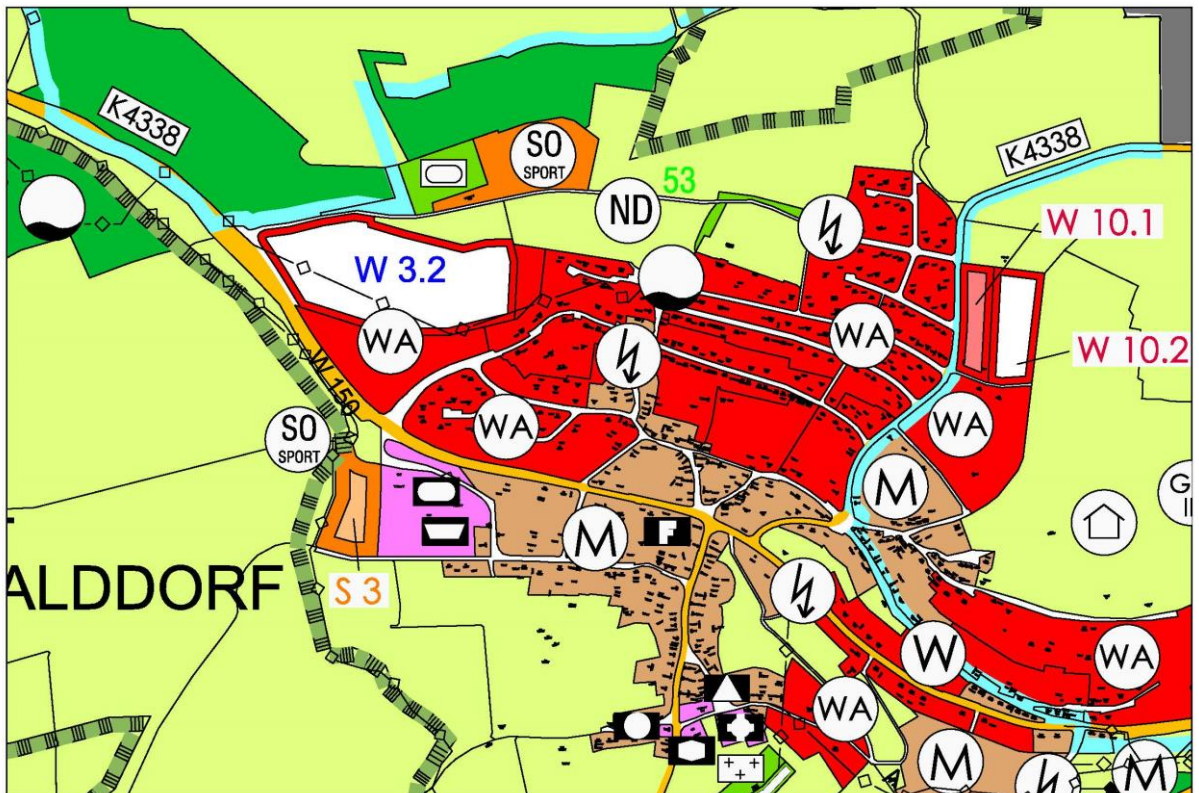 K4338
SO
SPORT
53
ND
K4338
W 10.1
W 3.2
WA
WA
W 10.2
W 150
SO
SPORT
WA
WA
M
M
F
ALDDORF
S 3
W
WA
WA
M
M